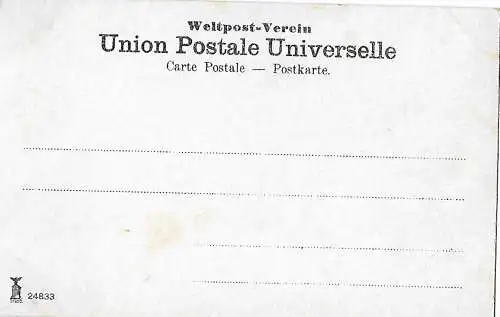 Weltpost-Verein
Union Postale Universelle
Carte Postale — Postkarte.
24833